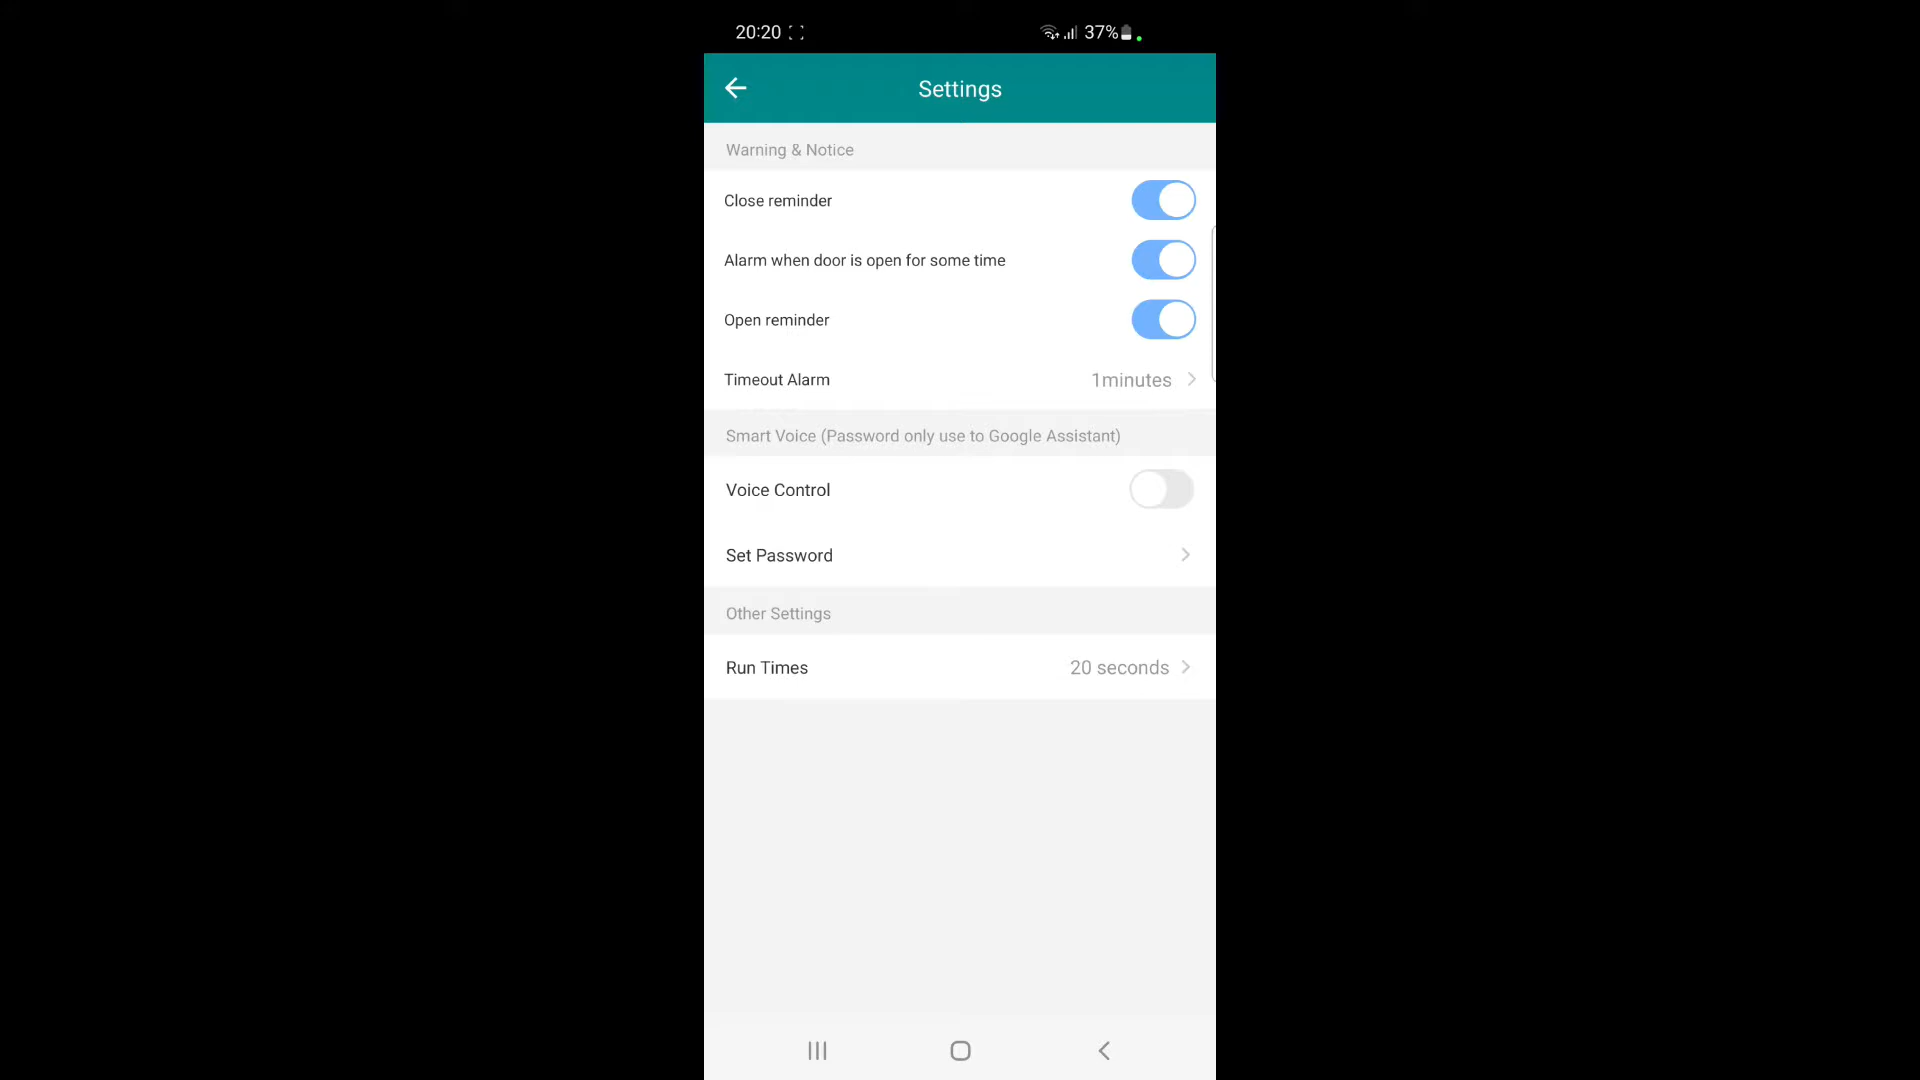 20:20 37%
Settings
Warning & Notice
Close reminder
Alarm when door is open for some time
Open reminder
Timeout Alarm 1minutes
Smart Voice (Password only use to Google Assistant)
Voice Control
Set Password
Other Settings
Run Times 20 seconds